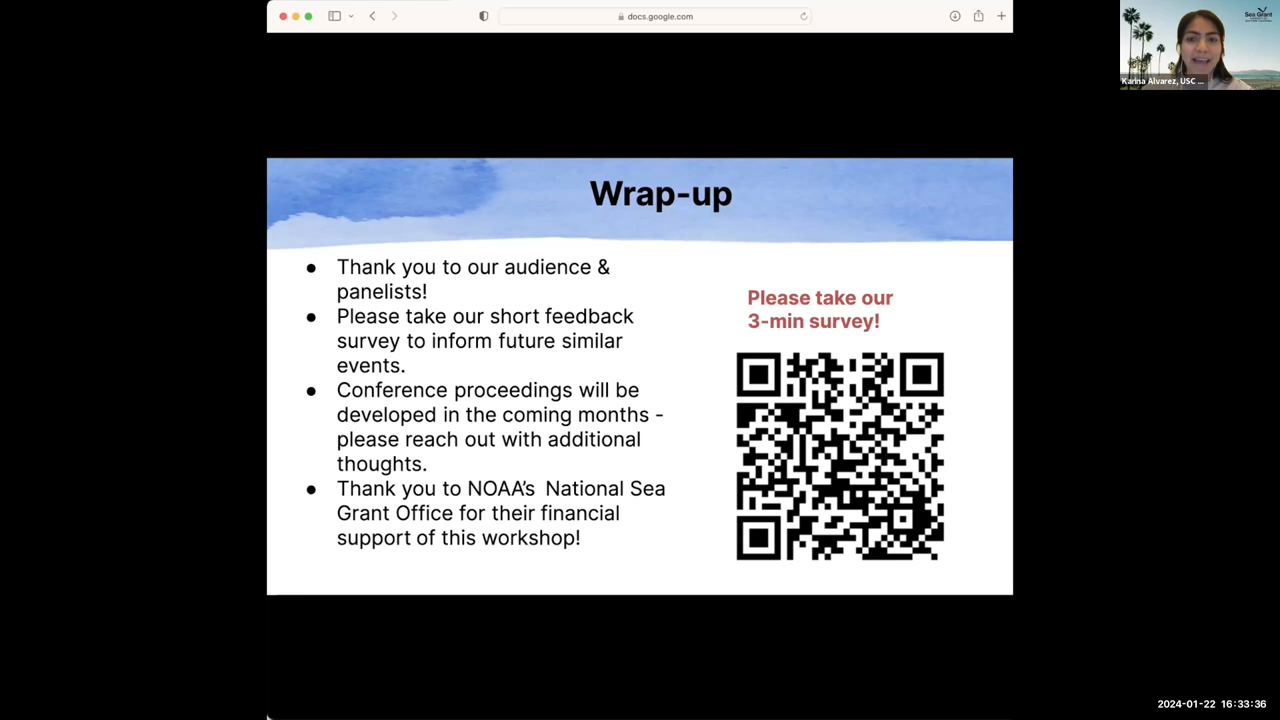 docs.google.com
Sea Grant
Karina Alvarez, USC ...
Wrap-up
● Thank you to our audience &
panelists!
● Please take our short feedback
survey to inform future similar
events.
● Conference proceedings will be
developed in the coming months -
please reach out with additional
thoughts.
● Thank you to NOAA’s  National Sea
Grant Office for their financial
support of this workshop!
Please take our
3-min survey!
2024-01-22 16:33:36